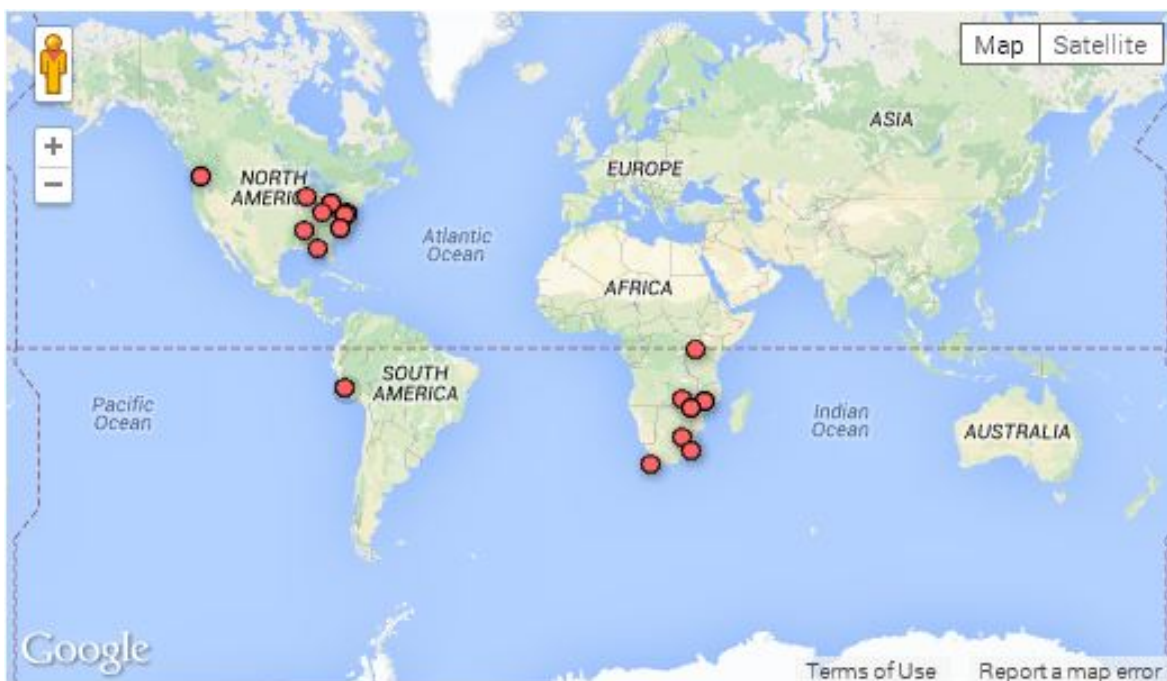 Map
Satellite
+
−
ASIA
EUROPE
NORTH
AMERIC
Atlantic
Ocean
AFRICA
SOUTH
AMERICA
Pacific
Ocean
Indian
Ocean
AUSTRALIA
Google
Terms of Use
Report a map error